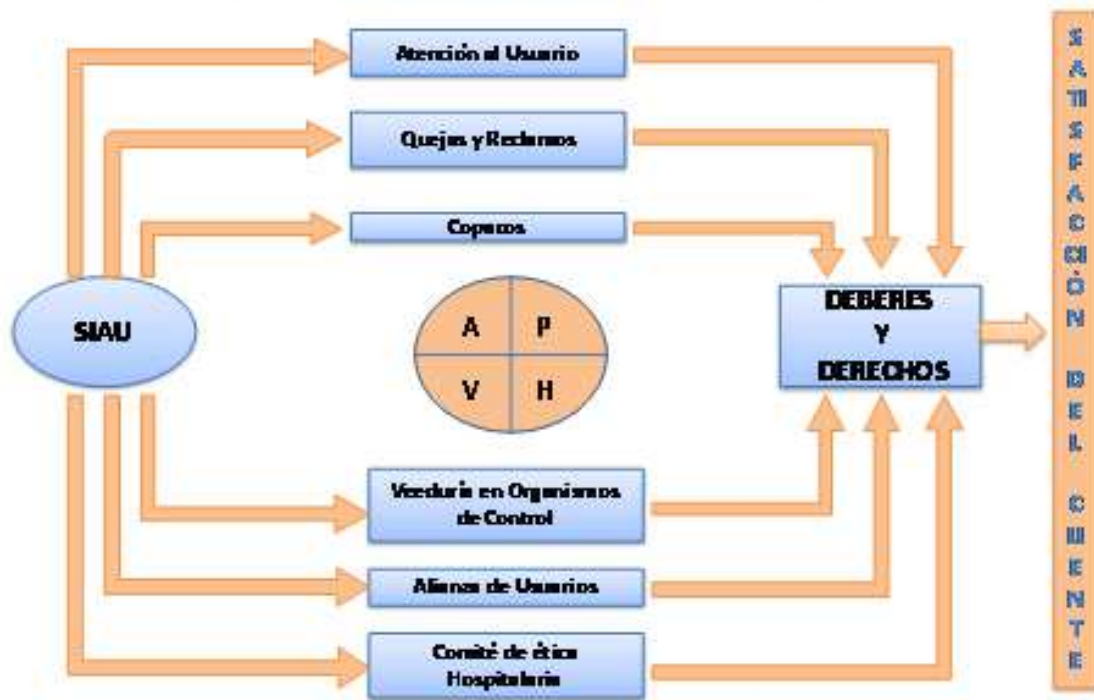 Atención al Usuario
Quejas y Reclamos
Copacos
SIAU
A P
V H
DEBERES
Y
DERECHOS
Veeduría en Organismos
de Control
Alianza de Usuarios
Comité de ética
Hospitalaria
SATISFACCIÓN DEL CLIENTE